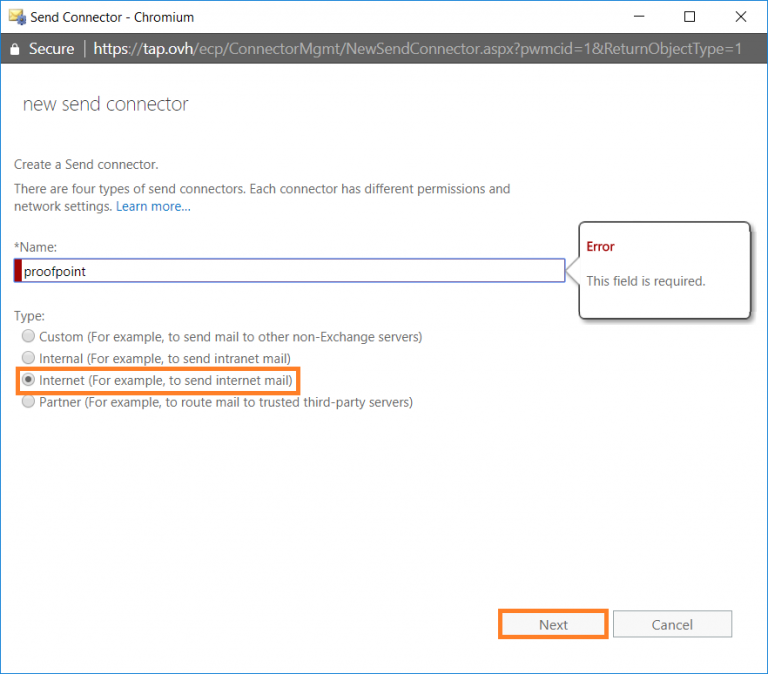 Send Connector - Chromium
Secure | https://tap.ovh/ecp/ConnectorMgmt/NewSendConnector.aspx?pwmcid=1&ReturnObjectType=1
new send connector
Create a Send connector.
There are four types of send connectors. Each connector has different permissions and
network settings. Learn more...
*Name:
proofpoint
Error
This field is required.
Type:
Custom (For example, to send mail to other non-Exchange servers)
Internal (For example, to send intranet mail)
Internet (For example, to send internet mail)
Partner (For example, to route mail to trusted third-party servers)
Next
Cancel